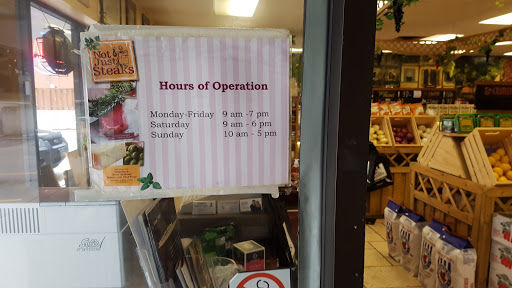 Not
Just
Steaks
Hours of Operation
Monday-Friday 9 am -7 pm
Saturday 9 am - 6 pm
Sunday 10 am - 5 pm